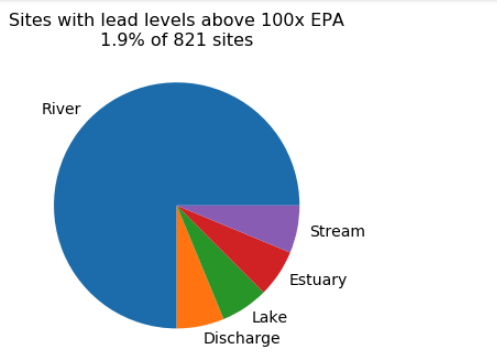 Sites with lead levels above 100x EPA
1.9% of 821 sites
River
Stream
Estuary
Lake
Discharge